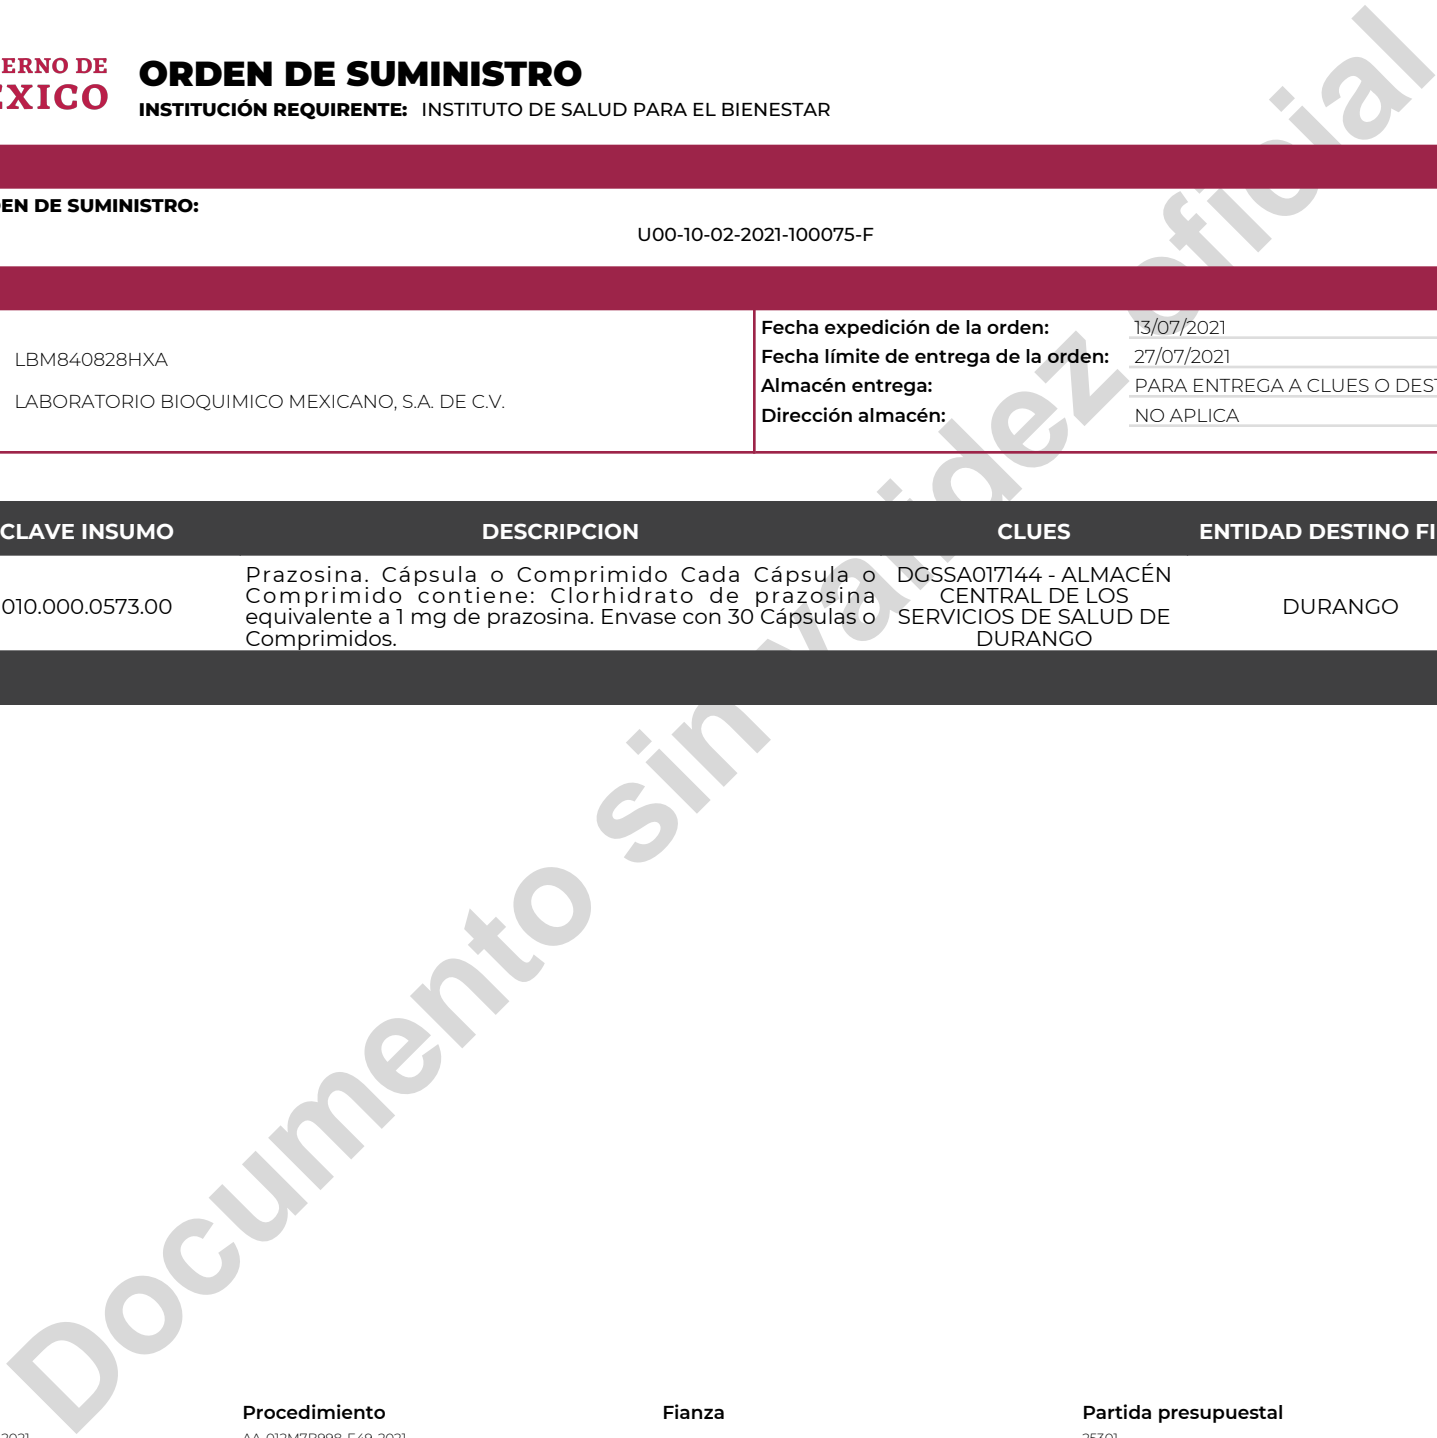 ERNO DE
ORDEN DE SUMINISTRO
EXICO
INSTITUCIÓN REQUIRENTE: INSTITUTO DE SALUD PARA EL BIENESTAR
EN DE SUMINISTRO:
U00-10-02-2021-100075-F
LBM840828HXA
LABORATORIO BIOQUIMICO MEXICANO, S.A. DE C.V.
Fecha expedición de la orden: 13/07/2021
Fecha límite de entrega de la orden: 27/07/2021
Almacén entrega: PARA ENTREGA A CLUES O DEST
Dirección almacén: NO APLICA
CLAVE INSUMO DESCRIPCION CLUES ENTIDAD DESTINO FI
010.000.0573.00
Prazosina. Cápsula o Comprimido Cada Cápsula o
Comprimido contiene: Clorhidrato de prazosina
equivalente a 1 mg de prazosina. Envase con 30 Cápsulas o
Comprimidos.
DGSSA017144 - ALMACÉN
CENTRAL DE LOS
SERVICIOS DE SALUD DE
DURANGO
DURANGO
Documento sin validez oficial
Procedimiento Fianza Partida presupuestal